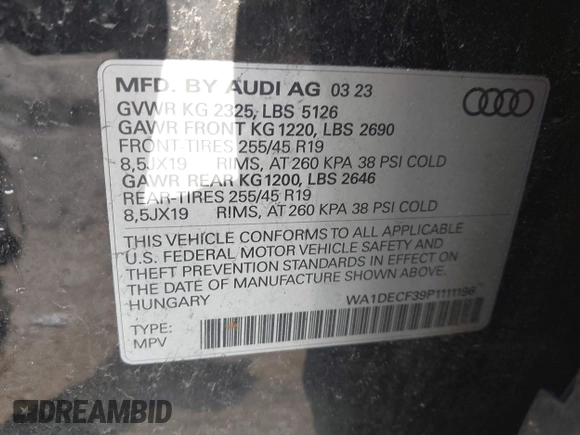 MFD. BY AUDI AG 03 23
GVWR KG 2325, LBS 5126
GAWR FRONT KG 1220, LBS 2690
FRONT-TIRES 255/45 R19
8,5JX19 RIMS, AT 260 KPA 38 PSI COLD
GAWR REAR KG1200, LBS 2646
REAR-TIRES 255/45 R19
8,5JX19 RIMS, AT 260 KPA 38 PSI COLD
THIS VEHICLE CONFORMS TO ALL APPLICABLE
U.S. FEDERAL MOTOR VEHICLE SAFETY AND
THEFT PREVENTION STANDARDS IN EFFECT ON
THE DATE OF MANUFACTURE SHOWN ABOVE.
HUNGARY WA1DECF39P1111196
TYPE:
MPV
DREAMBID